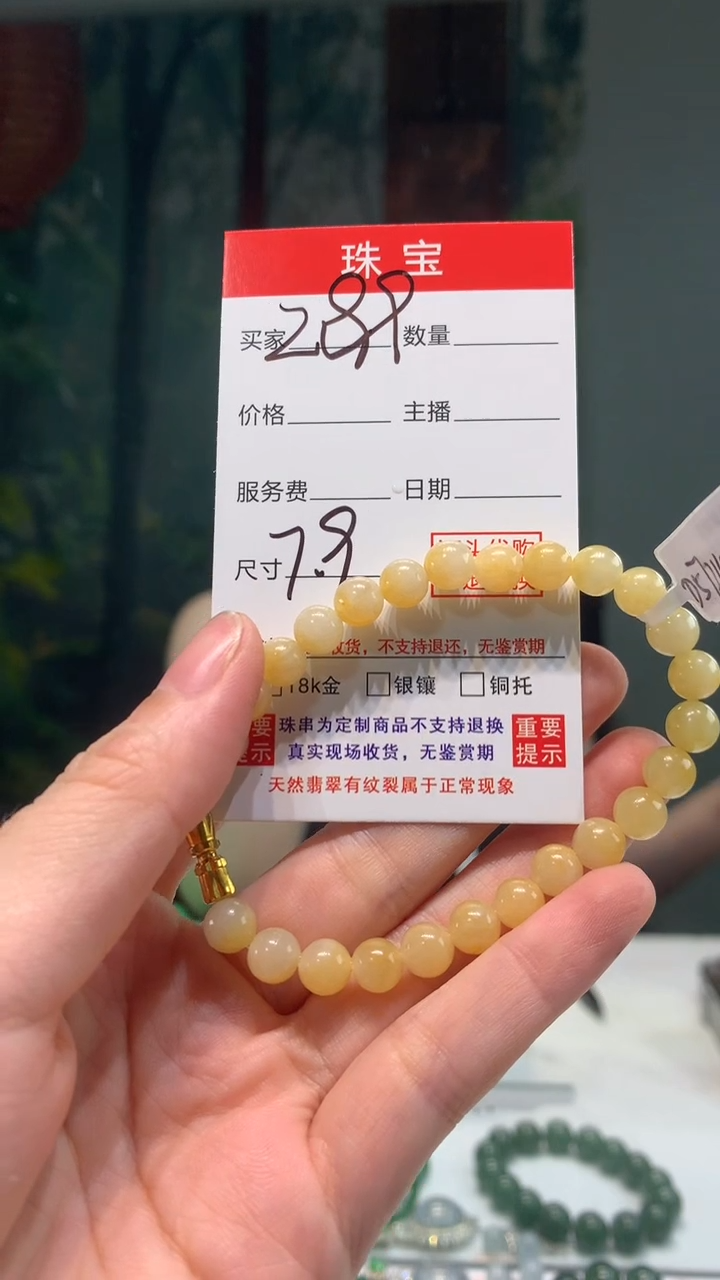 珠宝
买家 289 数量
价格 主播
服务费 日期
尺寸 7.9
收货，不支持退还，无鉴赏期
18k金 银镶 铜托
重要提示 珠串为定制商品不支持退换 重要提示
真实现场收货，无鉴赏期
天然翡翠有纹裂属于正常现象